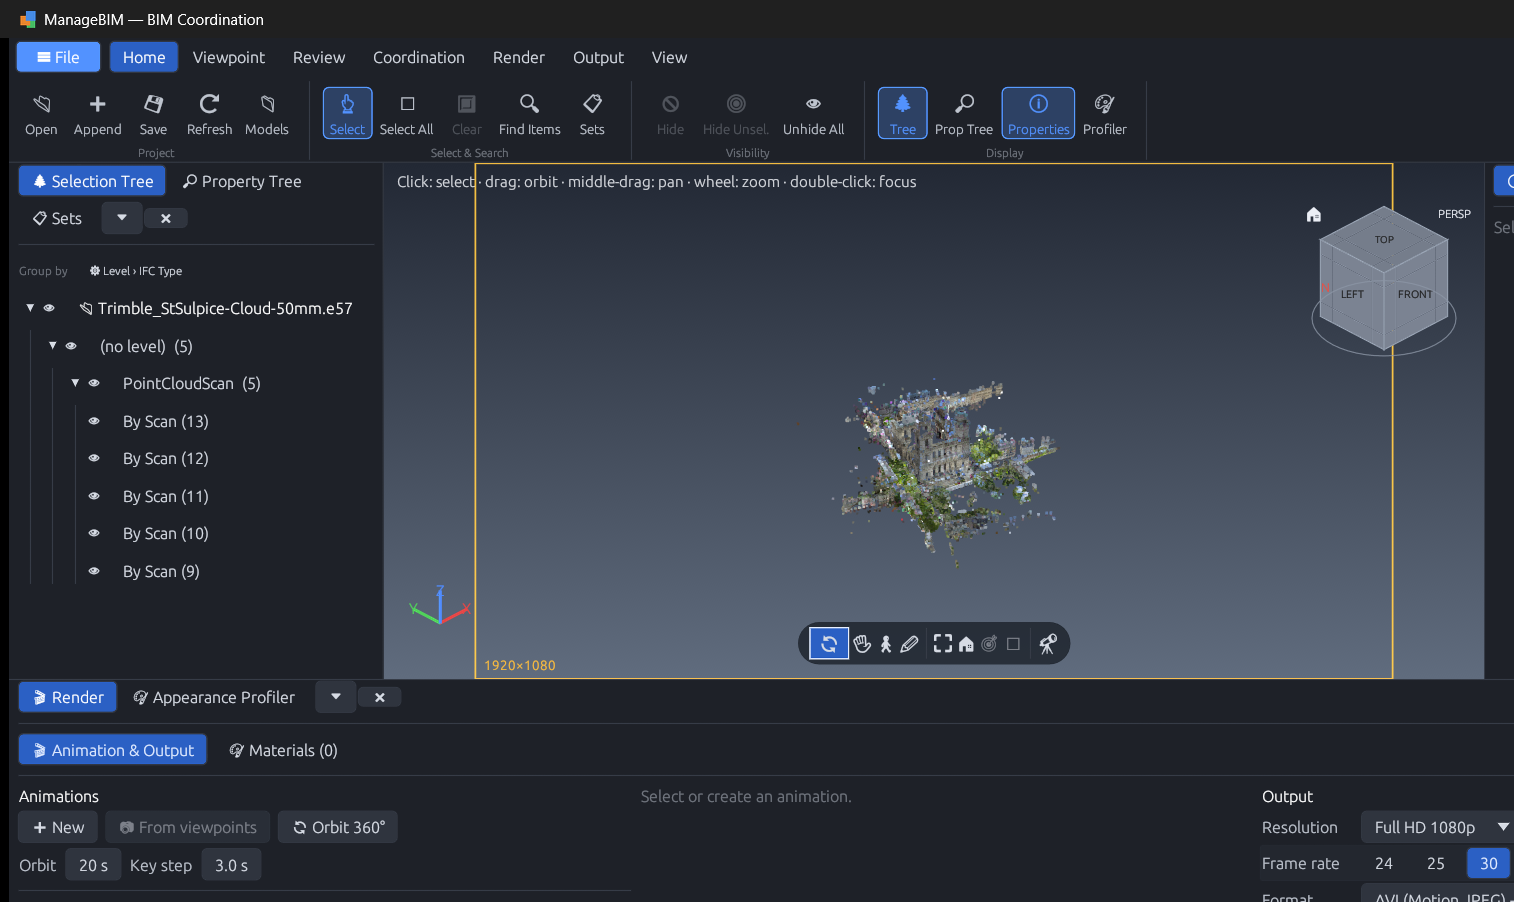 ManageBIM — BIM Coordination
File Home Viewpoint Review Coordination Render Output View
Open Append Save Refresh Models Select Select All Clear Find Items Sets Hide Hide Unsel. Unhide All Tree Prop Tree Properties Profiler
Project Select & Search Visibility Display
Selection Tree Property Tree
Sets
Group by Level › IFC Type
Trimble_StSulpice-Cloud-50mm.e57
(no level) (5)
PointCloudScan (5)
By Scan (13)
By Scan (12)
By Scan (11)
By Scan (10)
By Scan (9)
Click: select · drag: orbit · middle-drag: pan · wheel: zoom · double-click: focus
PERSP
TOP
LEFT FRONT
Z
Y X
1920×1080
Render Appearance Profiler
Animation & Output Materials (0)
Animations
New From viewpoints Orbit 360°
Orbit 20 s Key step 3.0 s
Select or create an animation.
Output
Resolution Full HD 1080p
Frame rate 24 25 30
Format AVI (Motion JPEG)